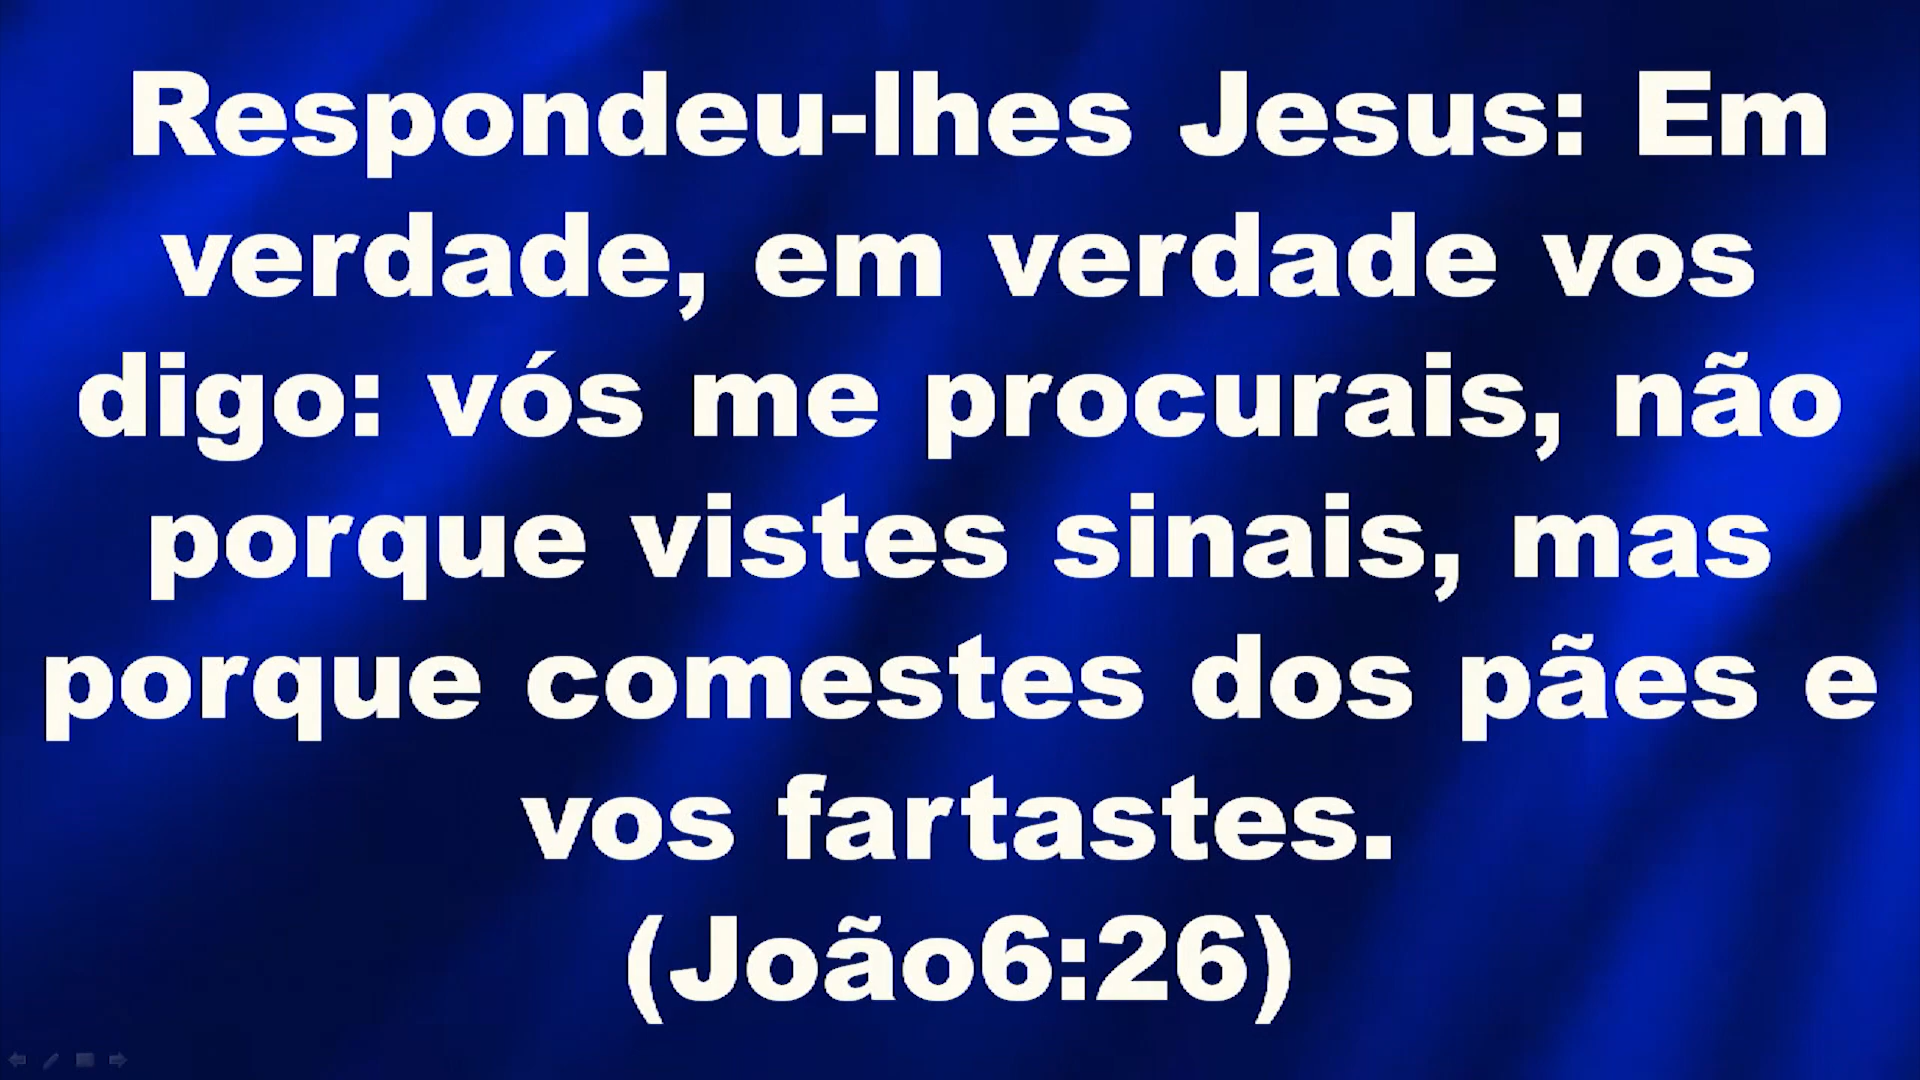 Respondeu-lhes Jesus: Em
verdade, em verdade vos
digo: vós me procurais, não
porque vistes sinais, mas
porque comestes dos pães e
vos fartastes.
(João6:26)